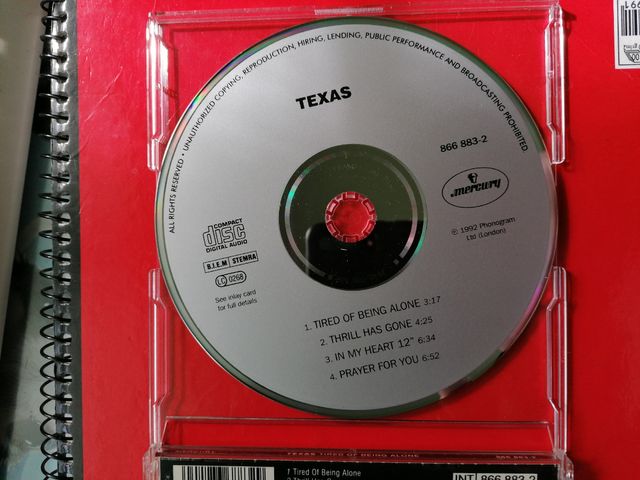 ALL RIGHTS RESERVED • UNAUTHORIZED COPYING, REPRODUCTION, HIRING, LENDING, PUBLIC PERFORMANCE AND BROADCASTING PROHIBITED.
TEXAS
866 883-2
mercury
COMPACT
disc
DIGITAL AUDIO
℗ 1992 Phonogram
Ltd (London)
B.I.E.M STEMRA
LC 0268
See inlay card
for full details
1. TIRED OF BEING ALONE 3:17
2. THRILL HAS GONE 4:25
3. IN MY HEART 12" 6:34
4. PRAYER FOR YOU 6:52
TEXAS TIRED OF BEING ALONE 866 883-2
1 Tired Of Being Alone
INT 866 883-2